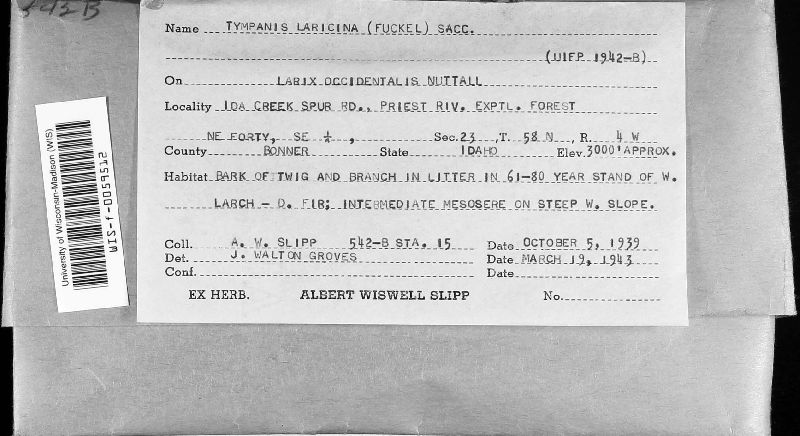 542B
Name TYMPANIS LARICINA (FUCKEL) SACC.
(UIFP 1942-B)
On LARIX OCCIDENTALIS NUTTALL
Locality IDA CREEK SPUR RD., PRIEST RIV. EXPTL. FOREST
NE FORTY, SE ¼, Sec. 23, T. 58 N, R. 4 W
County BONNER State IDAHO Elev. 3000' APPROX.
Habitat BARK OF TWIG AND BRANCH IN LITTER IN 61-80 YEAR STAND OF W.
LARCH - D. FIR; INTERMEDIATE MESOSERE ON STEEP W. SLOPE.
Coll. A. W. SLIPP 542-B STA. 15 Date OCTOBER 5, 1939
Det. J. WALTON GROVES Date MARCH 19, 1943
Conf. Date
EX HERB. ALBERT WISWELL SLIPP No.
University of Wisconsin-Madison (WIS)
WIS-f-0059512